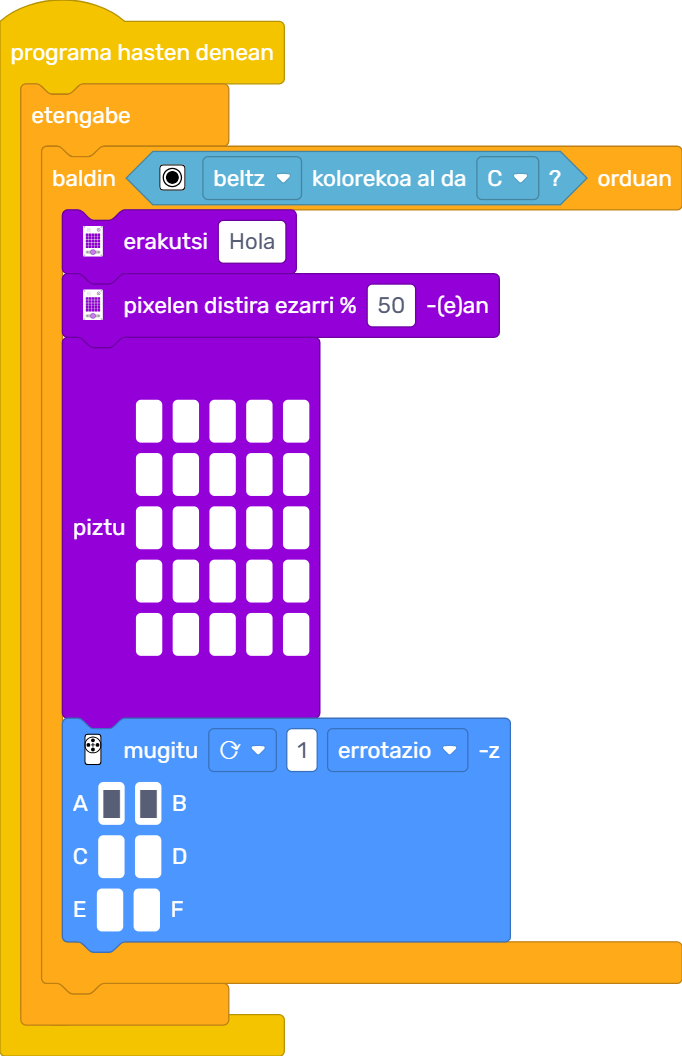 programa hasten denean
etengabe
baldin beltz kolorekoa al da C ? orduan
erakutsi Hola
pixelen distira ezarri % 50 -(e)an
piztu
mugitu 1 errotazio -z
A B
C D
E F